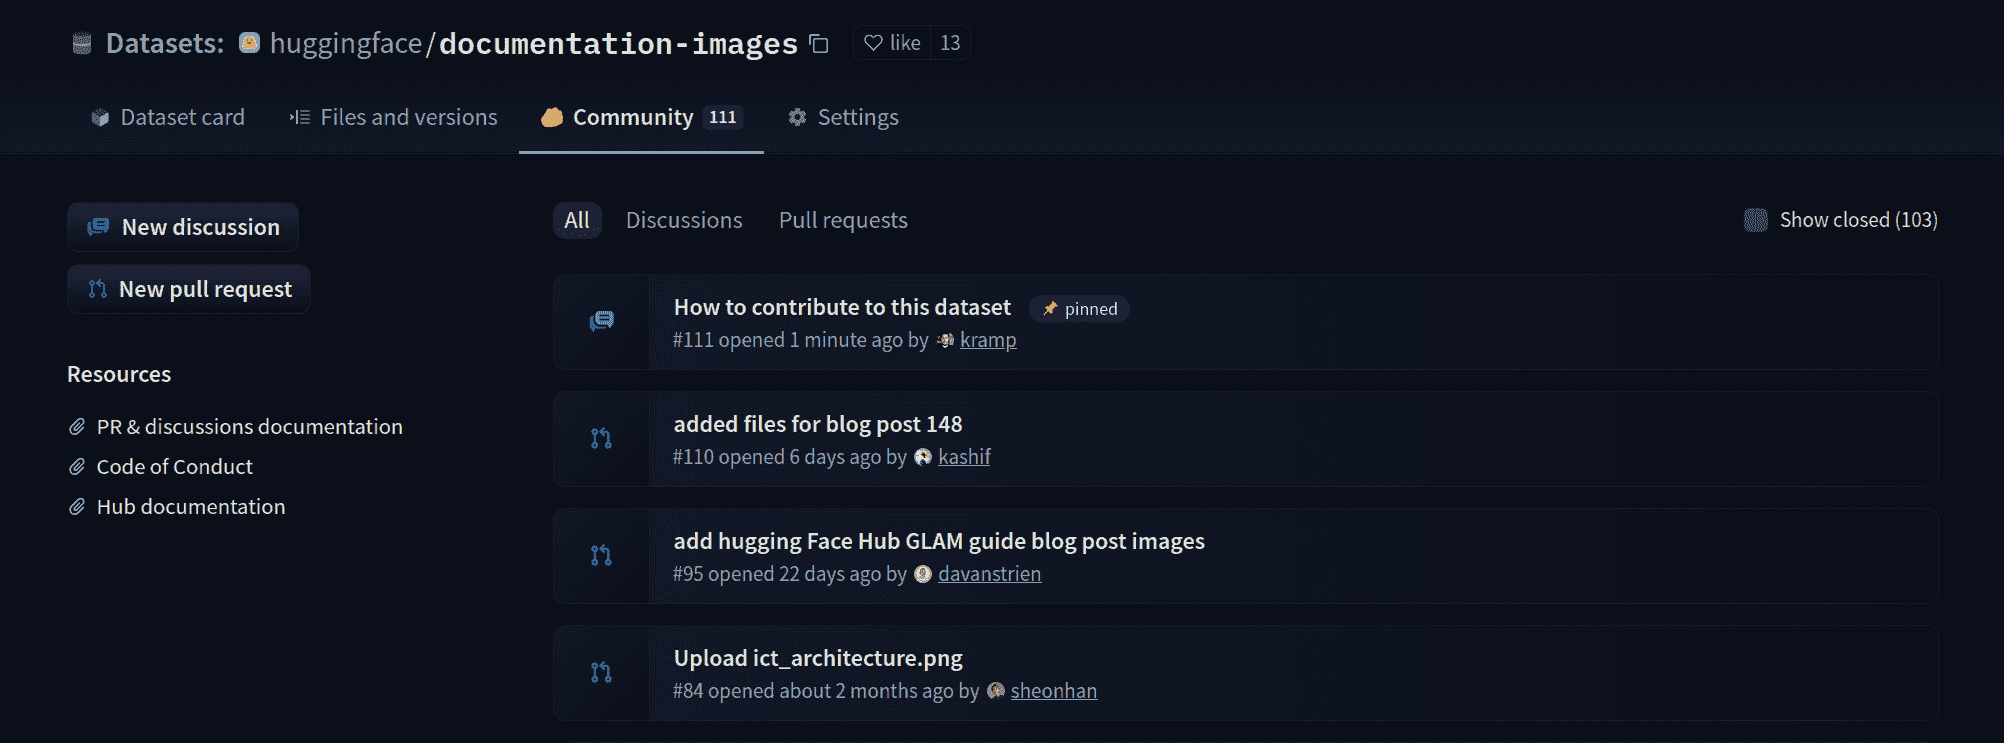 Datasets: huggingface/documentation-images like 13
Dataset card Files and versions Community 111 Settings
New discussion
New pull request
Resources
PR & discussions documentation
Code of Conduct
Hub documentation
All Discussions Pull requests Show closed (103)
How to contribute to this dataset pinned
#111 opened 1 minute ago by kramp
added files for blog post 148
#110 opened 6 days ago by kashif
add hugging Face Hub GLAM guide blog post images
#95 opened 22 days ago by davanstrien
Upload ict_architecture.png
#84 opened about 2 months ago by sheonhan